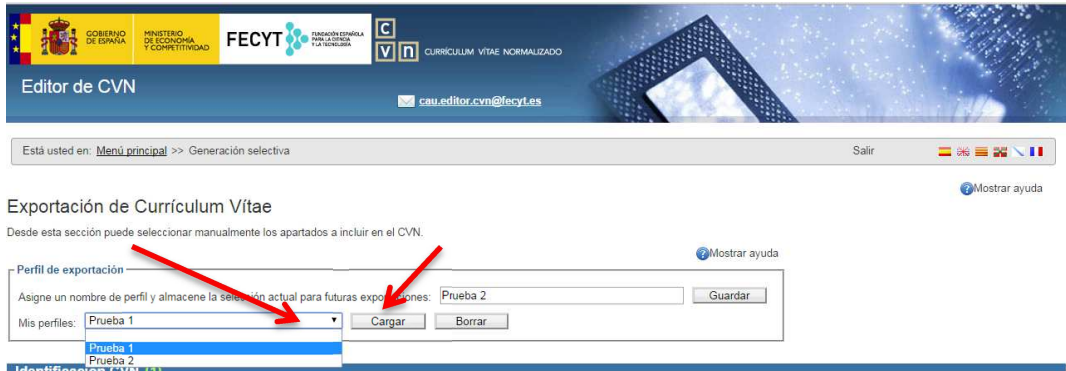 GOBIERNO
DE ESPAÑA
MINISTERIO
DE ECONOMÍA
Y COMPETITIVIDAD
FECYT
FUNDACIÓN ESPAÑOLA
PARA LA CIENCIA
Y LA TECNOLOGÍA
C
V n
CURRÍCULUM VÍTAE NORMALIZADO
Editor de CVN
cau.editor.cvn@fecyt.es
Está usted en: Menú principal >> Generación selectiva
Salir
Mostrar ayuda
Exportación de Currículum Vítae
Desde esta sección puede seleccionar manualmente los apartados a incluir en el CVN.
Mostrar ayuda
Perfil de exportación
Asigne un nombre de perfil y almacene la selección actual para futuras exportaciones: Prueba 2 Guardar
Mis perfiles: Prueba 1 Cargar Borrar
Prueba 1
Prueba 2
Identificación CVN (1)